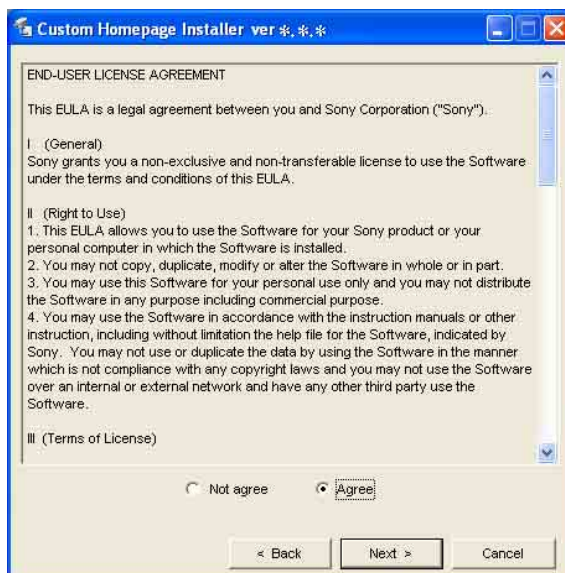 Custom Homepage Installer ver *.*.*
END-USER LICENSE AGREEMENT
This EULA is a legal agreement between you and Sony Corporation ("Sony").
I (General)
Sony grants you a non-exclusive and non-transferable license to use the Software
under the terms and conditions of this EULA.
II (Right to Use)
1. This EULA allows you to use the Software for your Sony product or your
personal computer in which the Software is installed.
2. You may not copy, duplicate, modify or alter the Software in whole or in part.
3. You may use this Software for your personal use only and you may not distribute
the Software in any purpose including commercial purpose.
4. You may use the Software in accordance with the instruction manuals or other
instruction, including without limitation the help file for the Software, indicated by
Sony. You may not use or duplicate the data by using the Software in the manner
which is not compliance with any copyright laws and you may not use the Software
over an internal or external network and have any other third party use the
Software.
III (Terms of License)
Not agree Agree
< Back Next > Cancel